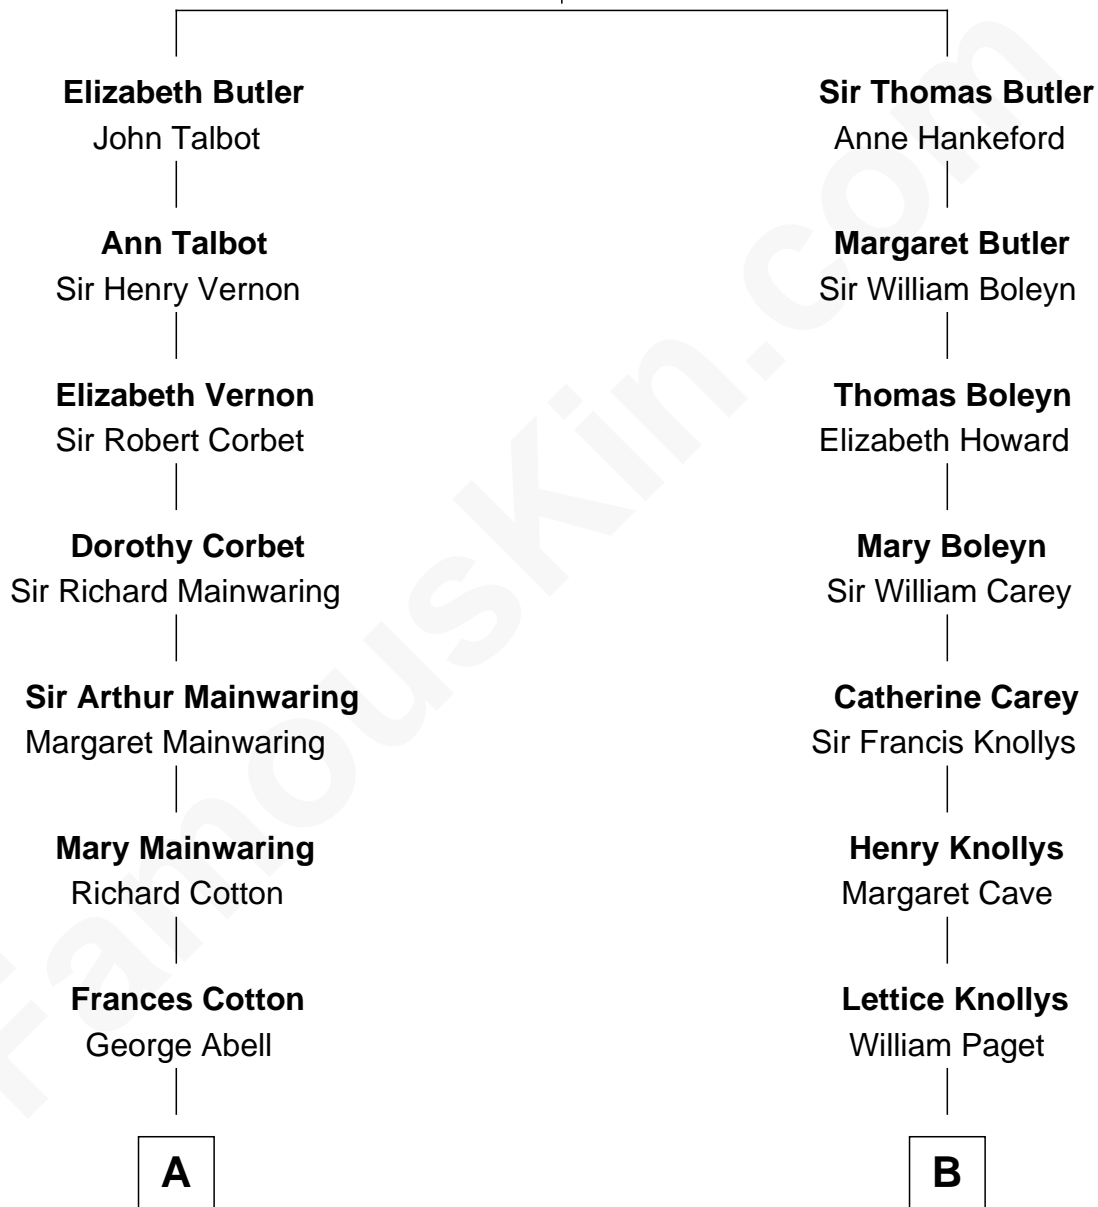 Elizabeth Butler
John Talbot
Ann Talbot
Sir Henry Vernon
Elizabeth Vernon
Sir Robert Corbet
Dorothy Corbet
Sir Richard Mainwaring
Sir Arthur Mainwaring
Margaret Mainwaring
Mary Mainwaring
Richard Cotton
Frances Cotton
George Abell
A
Sir Thomas Butler
Anne Hankeford
Margaret Butler
Sir William Boleyn
Thomas Boleyn
Elizabeth Howard
Mary Boleyn
Sir William Carey
Catherine Carey
Sir Francis Knollys
Henry Knollys
Margaret Cave
Lettice Knollys
William Paget
B
FamousKin.com